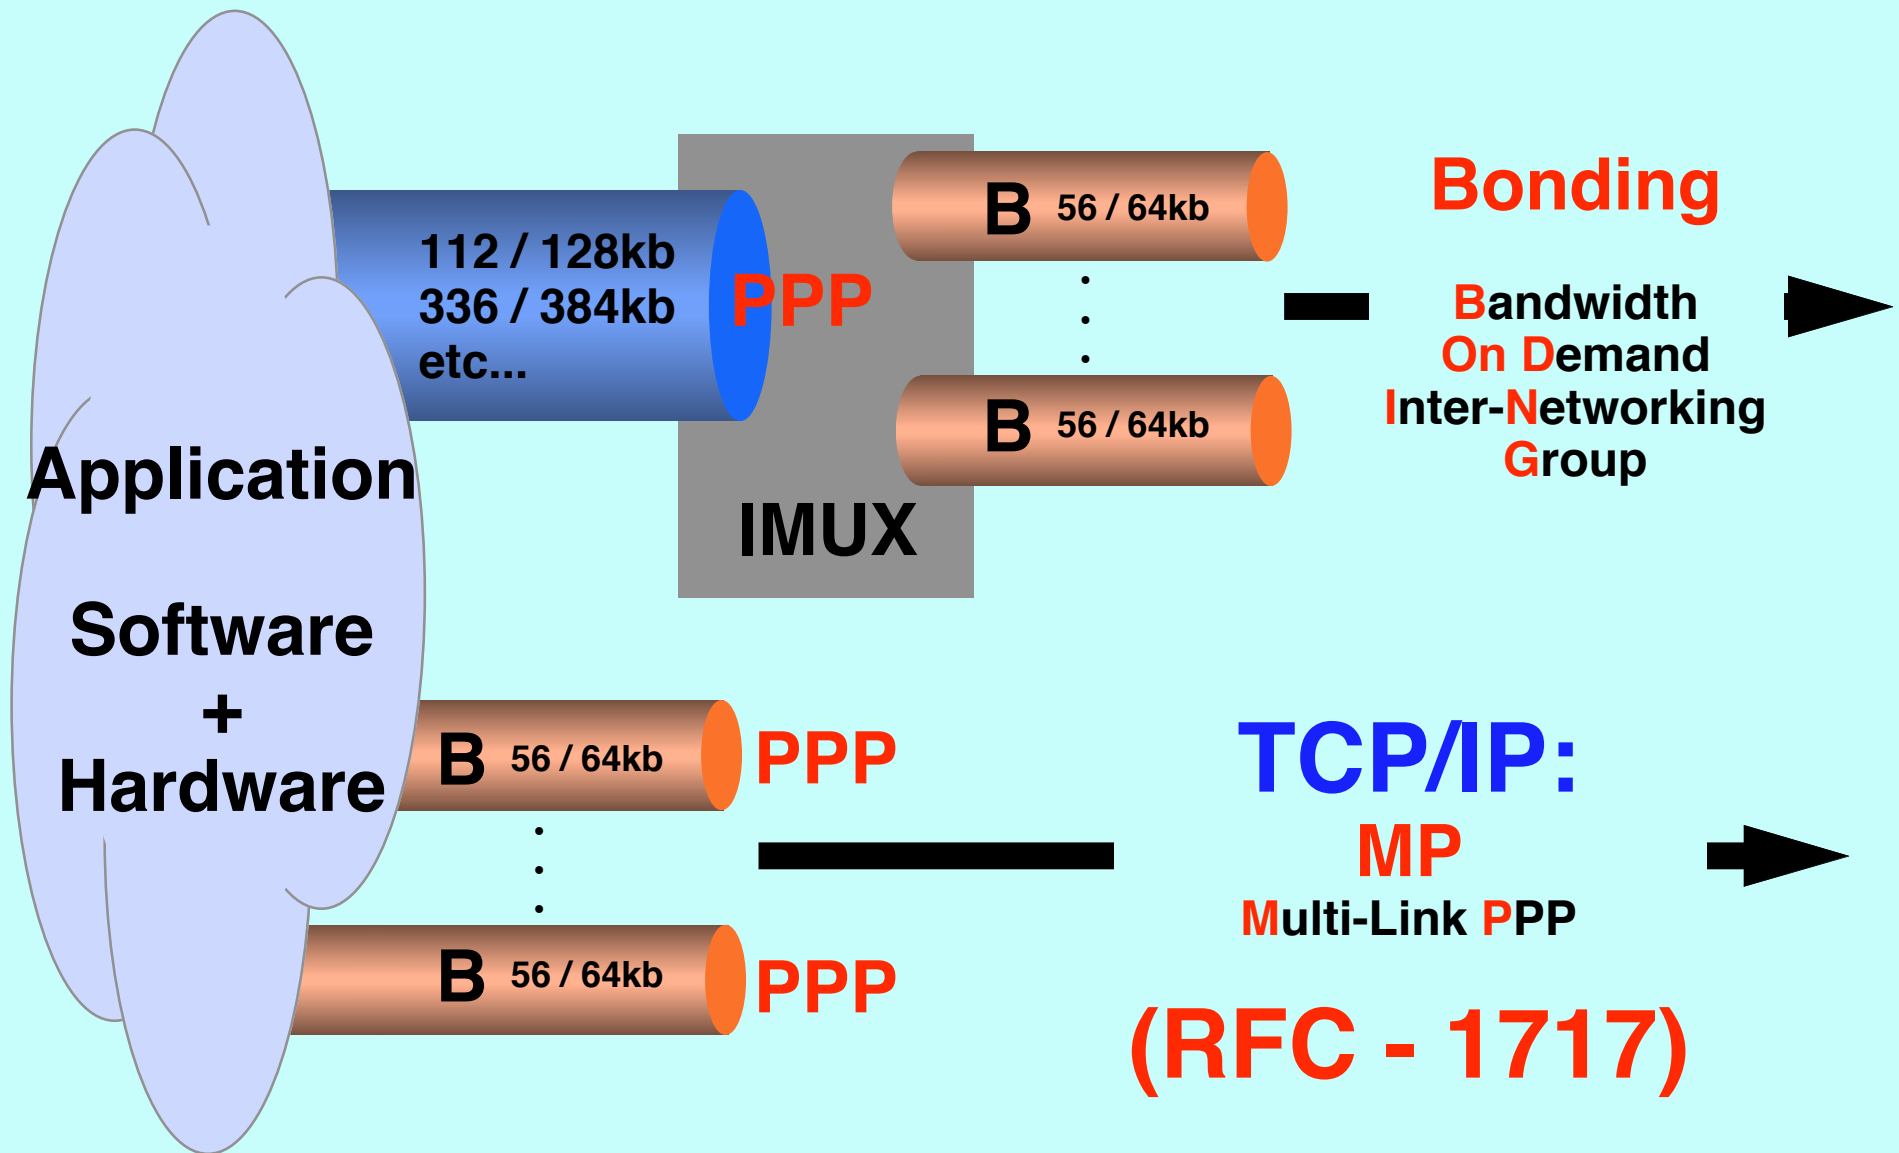 Application
Software
+
Hardware
112 / 128kb
336 / 384kb
etc...
PPP
IMUX
B 56 / 64kb
B 56 / 64kb
Bonding
Bandwidth
On Demand
Inter-Networking
Group
B 56 / 64kb
PPP
B 56 / 64kb
PPP
TCP/IP:
MP
Multi-Link PPP
(RFC - 1717)